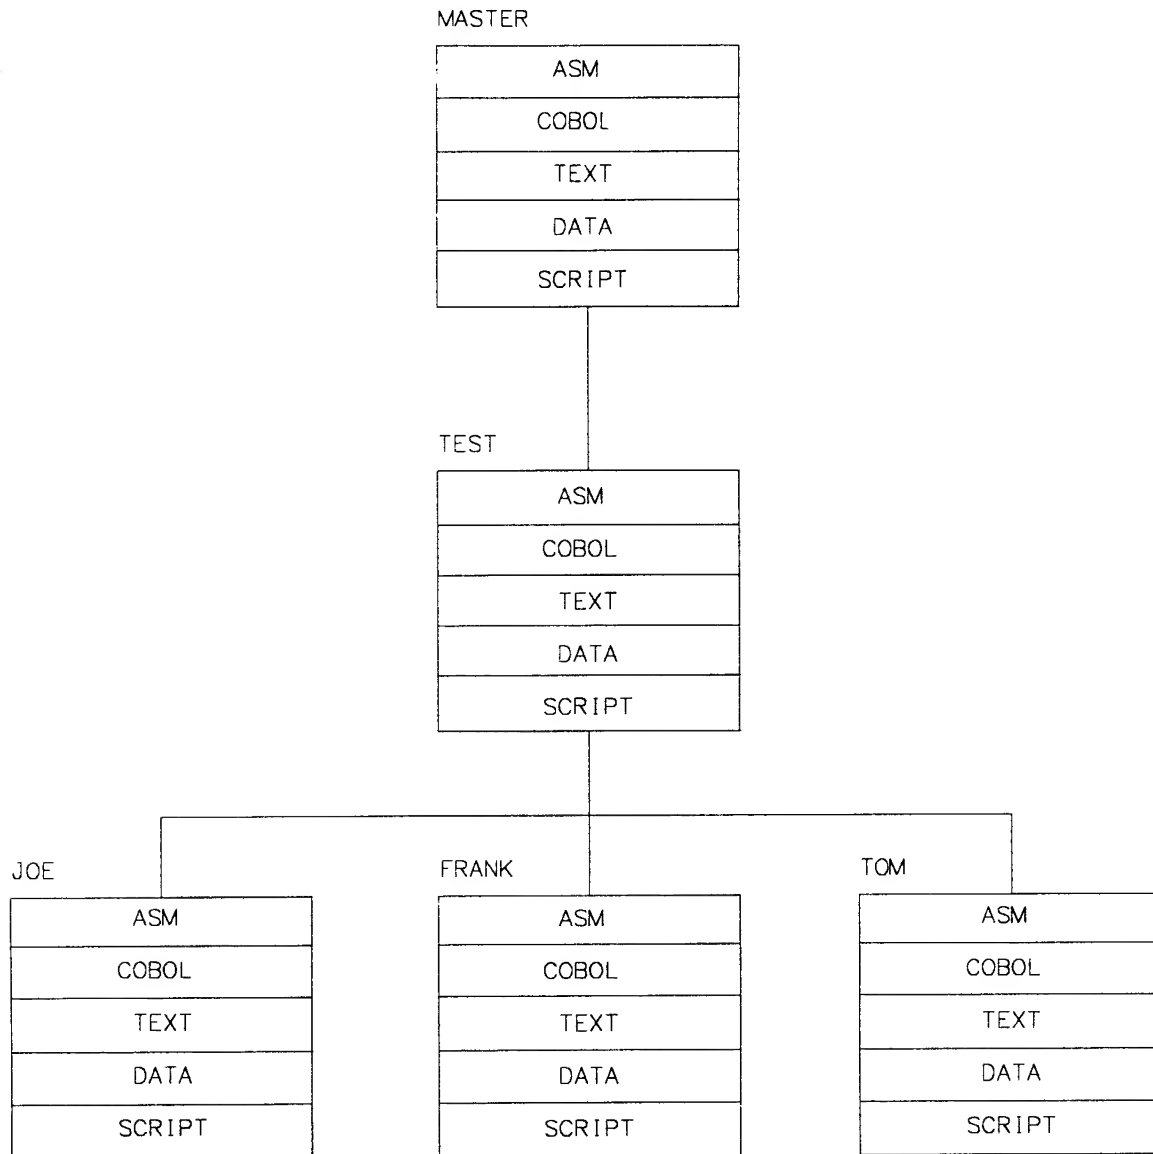 MASTER
ASM
COBOL
TEXT
DATA
SCRIPT
TEST
ASM
COBOL
TEXT
DATA
SCRIPT
JOE
ASM
COBOL
TEXT
DATA
SCRIPT
FRANK
ASM
COBOL
TEXT
DATA
SCRIPT
TOM
ASM
COBOL
TEXT
DATA
SCRIPT